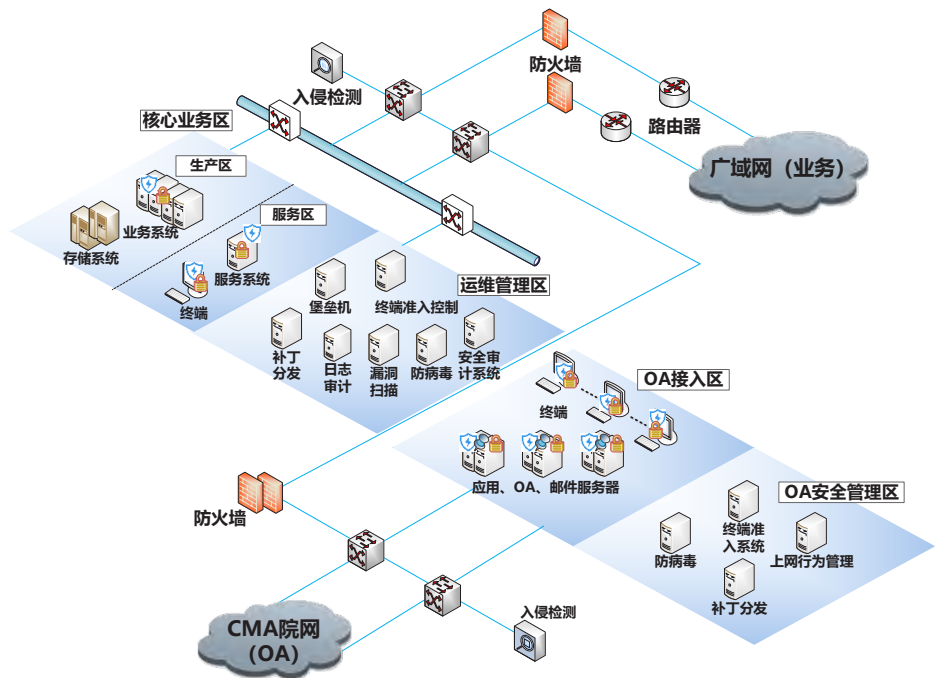 防火墙
入侵检测
路由器
核心业务区
广域网（业务）
生产区
业务系统
存储系统
服务区
服务系统
终端
运维管理区
堡垒机
终端准入控制
补丁
分发
日志
审计
漏洞
扫描
防病毒
安全审
计系统
OA接入区
终端
应用、OA、邮件服务器
OA安全管理区
防病毒
终端准
入系统
上网行为管理
补丁分发
防火墙
CMA院网
（OA）
入侵检测